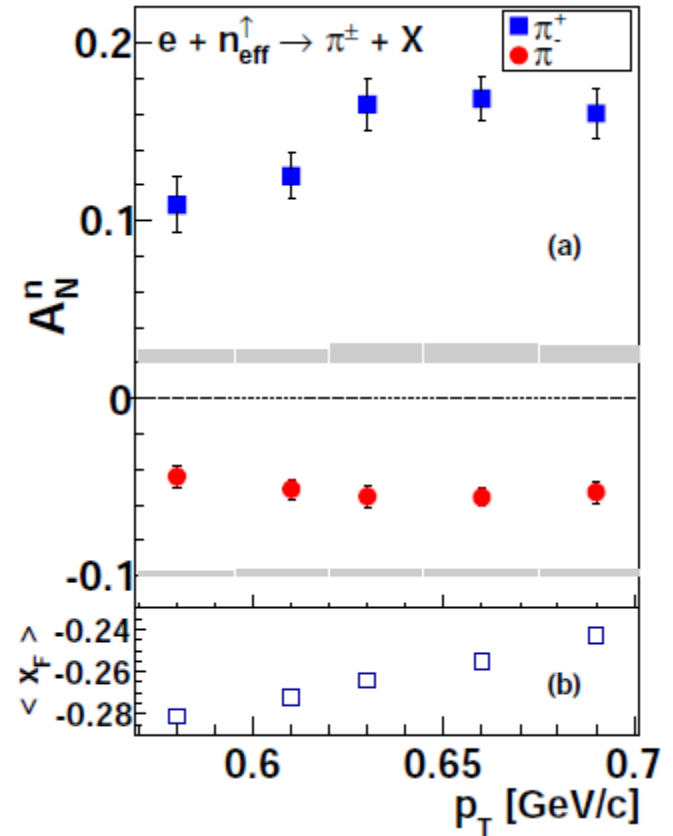 e + n↑eff → π± + X
π+
π-
0.2
0.1
(a)
A^n_N
0
-0.1
-0.24
-0.26
-0.28
< x_F >
(b)
0.6 0.65 0.7
p_T [GeV/c]